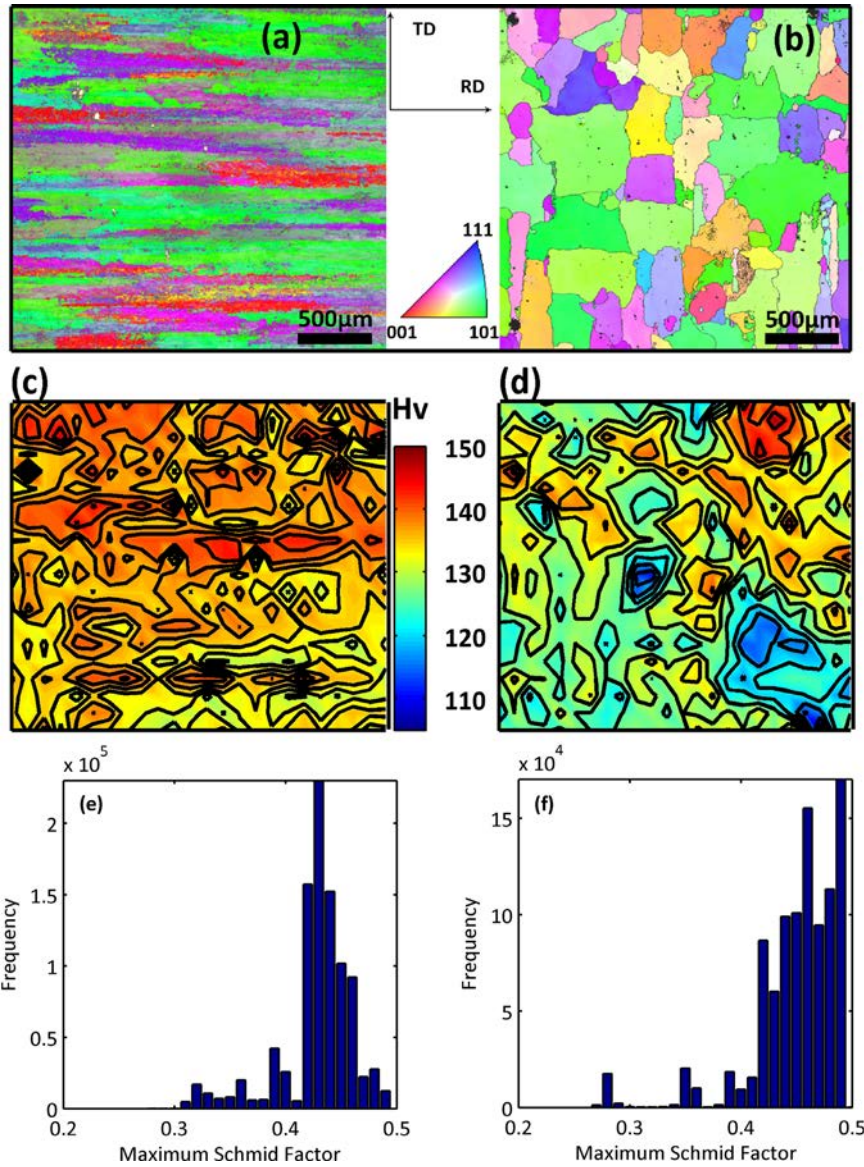 (a)
TD
RD
(b)
111
001
101
500µm
500µm
(c)
Hv
(d)
150
140
130
120
110
x 10^5
(e)
2
1.5
1
0.5
0
Frequency
0.2
0.3
0.4
0.5
Maximum Schmid Factor
x 10^4
(f)
15
10
5
0
Frequency
0.2
0.3
0.4
0.5
Maximum Schmid Factor